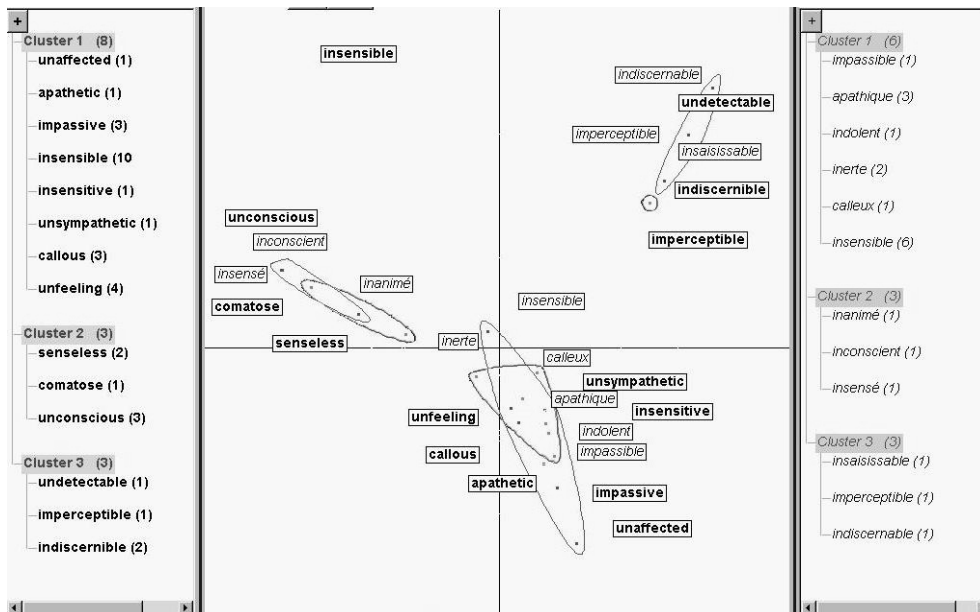 +
Cluster 1 (8)
unaffected (1)
apathetic (1)
impassive (3)
insensible (10
insensitive (1)
unsympathetic (1)
callous (3)
unfeeling (4)
Cluster 2 (3)
senseless (2)
comatose (1)
unconscious (3)
Cluster 3 (3)
undetectable (1)
imperceptible (1)
indiscernible (2)
insensible
indiscernable
undetectable
imperceptible
insaisissable
indiscernible
imperceptible
unconscious
inconscient
insensé
inanimé
comatose
senseless
insensible
inerte
calleux
unsympathetic
apathique
insensitive
unfeeling
indolent
impassible
callous
apathetic
impassive
unaffected
+
Cluster 1 (6)
impassible (1)
apathique (3)
indolent (1)
inerte (2)
calleux (1)
insensible (6)
Cluster 2 (3)
inanimé (1)
inconscient (1)
insensé (1)
Cluster 3 (3)
insaisissable (1)
imperceptible (1)
indiscernable (1)